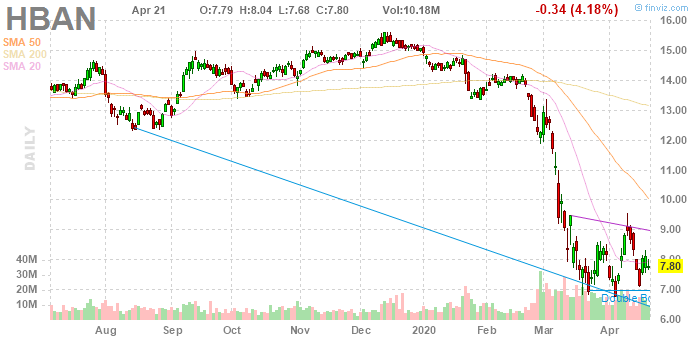 HBAN
Apr 21 O:7.79 H:8.04 L:7.68 C:7.80 Vol:10.18M -0.34 (4.18%)
© finviz.com
SMA 50
SMA 200
SMA 20
DAILY
16.00
15.00
14.00
13.00
12.00
11.00
10.00
9.00
8.00
7.80
7.00
6.00
40M
30M
20M
10M
Double Bo
Aug Sep Oct Nov Dec 2020 Feb Mar Apr